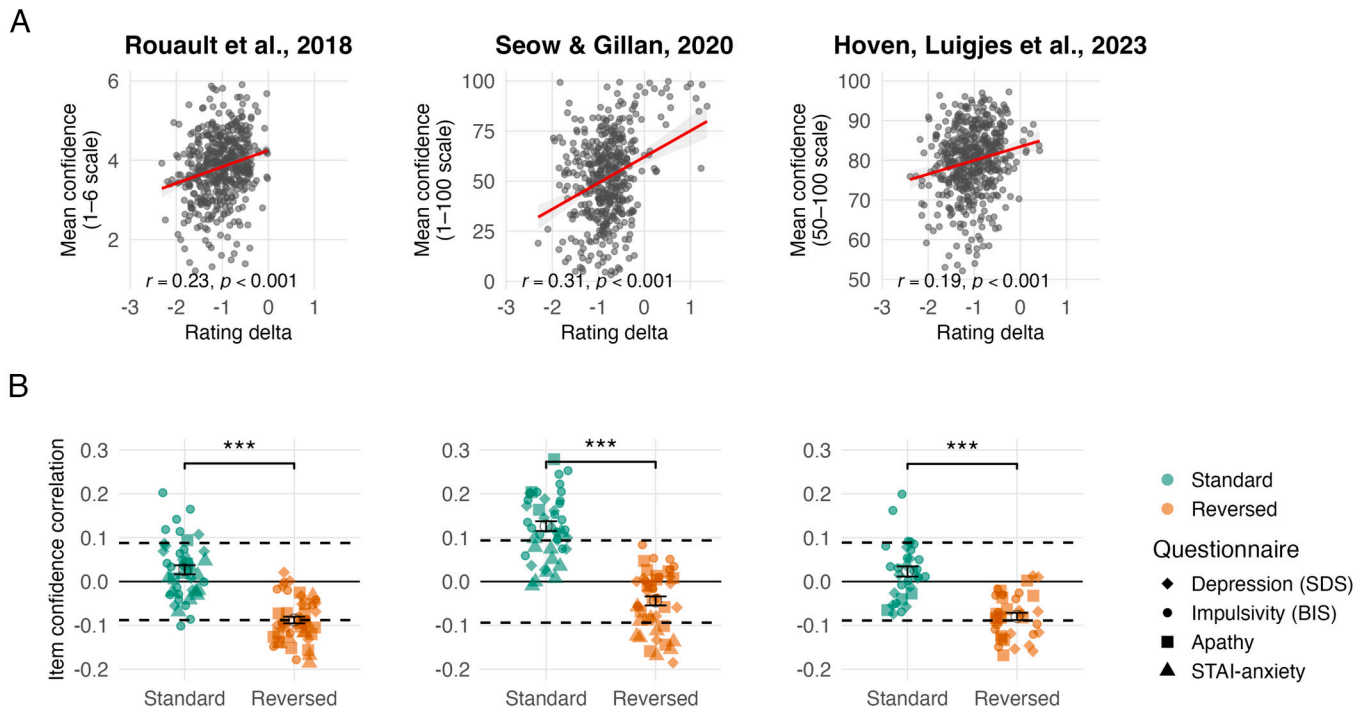 A
Rouault et al., 2018
Mean confidence
(1–6 scale)
6
4
2
r = 0.23, p < 0.001
-3 -2 -1 0 1
Rating delta
Seow & Gillan, 2020
Mean confidence
(1–100 scale)
100
75
50
25
0
r = 0.31, p < 0.001
-3 -2 -1 0 1
Rating delta
Hoven, Luigjes et al., 2023
Mean confidence
(50–100 scale)
100
90
80
70
60
50
r = 0.19, p < 0.001
-3 -2 -1 0 1
Rating delta
B
Item confidence correlation
0.3
0.2
0.1
0.0
-0.1
-0.2
***
Standard Reversed
0.3
0.2
0.1
0.0
-0.1
-0.2
***
Standard Reversed
0.3
0.2
0.1
0.0
-0.1
-0.2
***
Standard Reversed
Standard
Reversed
Questionnaire
Depression (SDS)
Impulsivity (BIS)
Apathy
STAI-anxiety